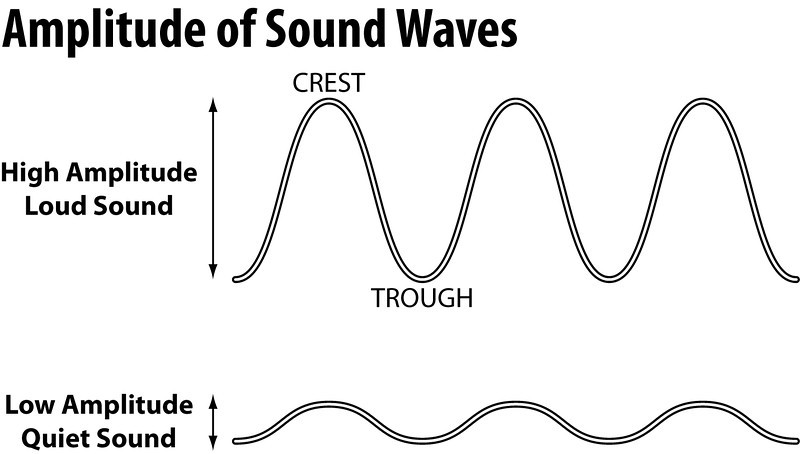 Amplitude of Sound Waves
CREST
High Amplitude
Loud Sound
TROUGH
Low Amplitude
Quiet Sound